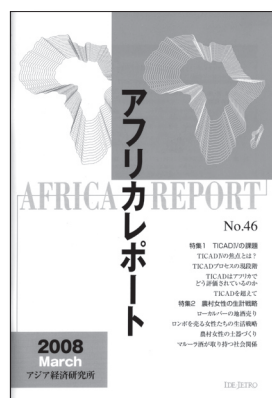 アフリカレポート
AFRICA REPORT
No.46
特集1 TICADⅣの課題
TICADⅣの焦点とは?
TICADプロセスの現段階
TICADはアフリカで
どう評価されているのか
TICADを超えて
特集2 農村女性の生計戦略
ローカルバーの地酒売り
ロンボを売る女性たちの生活戦略
農村女性の土器づくり
マルーラ酒が取り持つ社会関係
2008
March
アジア経済研究所
IDE-JETRO